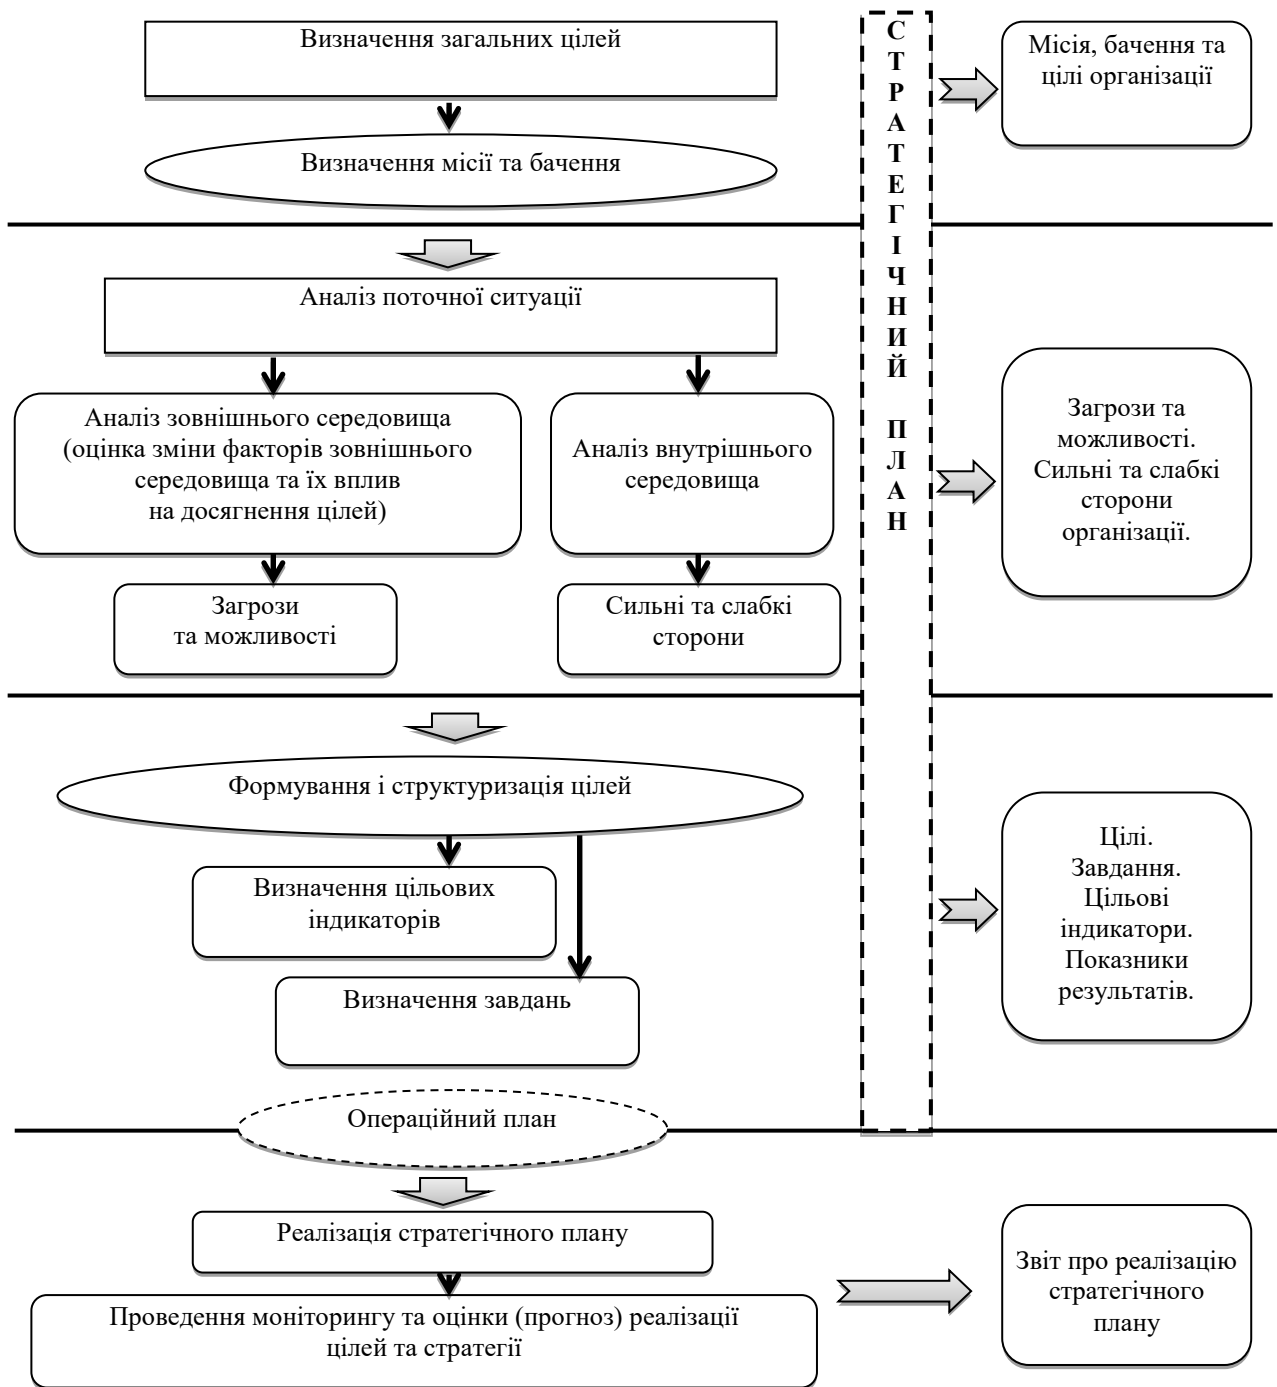 Визначення загальних цілей
Визначення місії та бачення
С
Т
Р
А
Т
Е
Г
І
Ч
Н
И
Й
П
Л
А
Н
Місія, бачення та
цілі організації
Аналіз поточної ситуації
Аналіз зовнішнього середовища
(оцінка зміни факторів зовнішнього
середовища та їх вплив
на досягнення цілей)
Аналіз внутрішнього
середовища
Загрози
та можливості
Сильні та слабкі
сторони
Загрози та
можливості.
Сильні та слабкі
сторони
організації.
Формування і структуризація цілей
Визначення цільових
індикаторів
Визначення завдань
Цілі.
Завдання.
Цільові
індикатори.
Показники
результатів.
Операційний план
Реалізація стратегічного плану
Проведення моніторингу та оцінки (прогноз) реалізації
цілей та стратегії
Звіт про реалізацію
стратегічного
плану